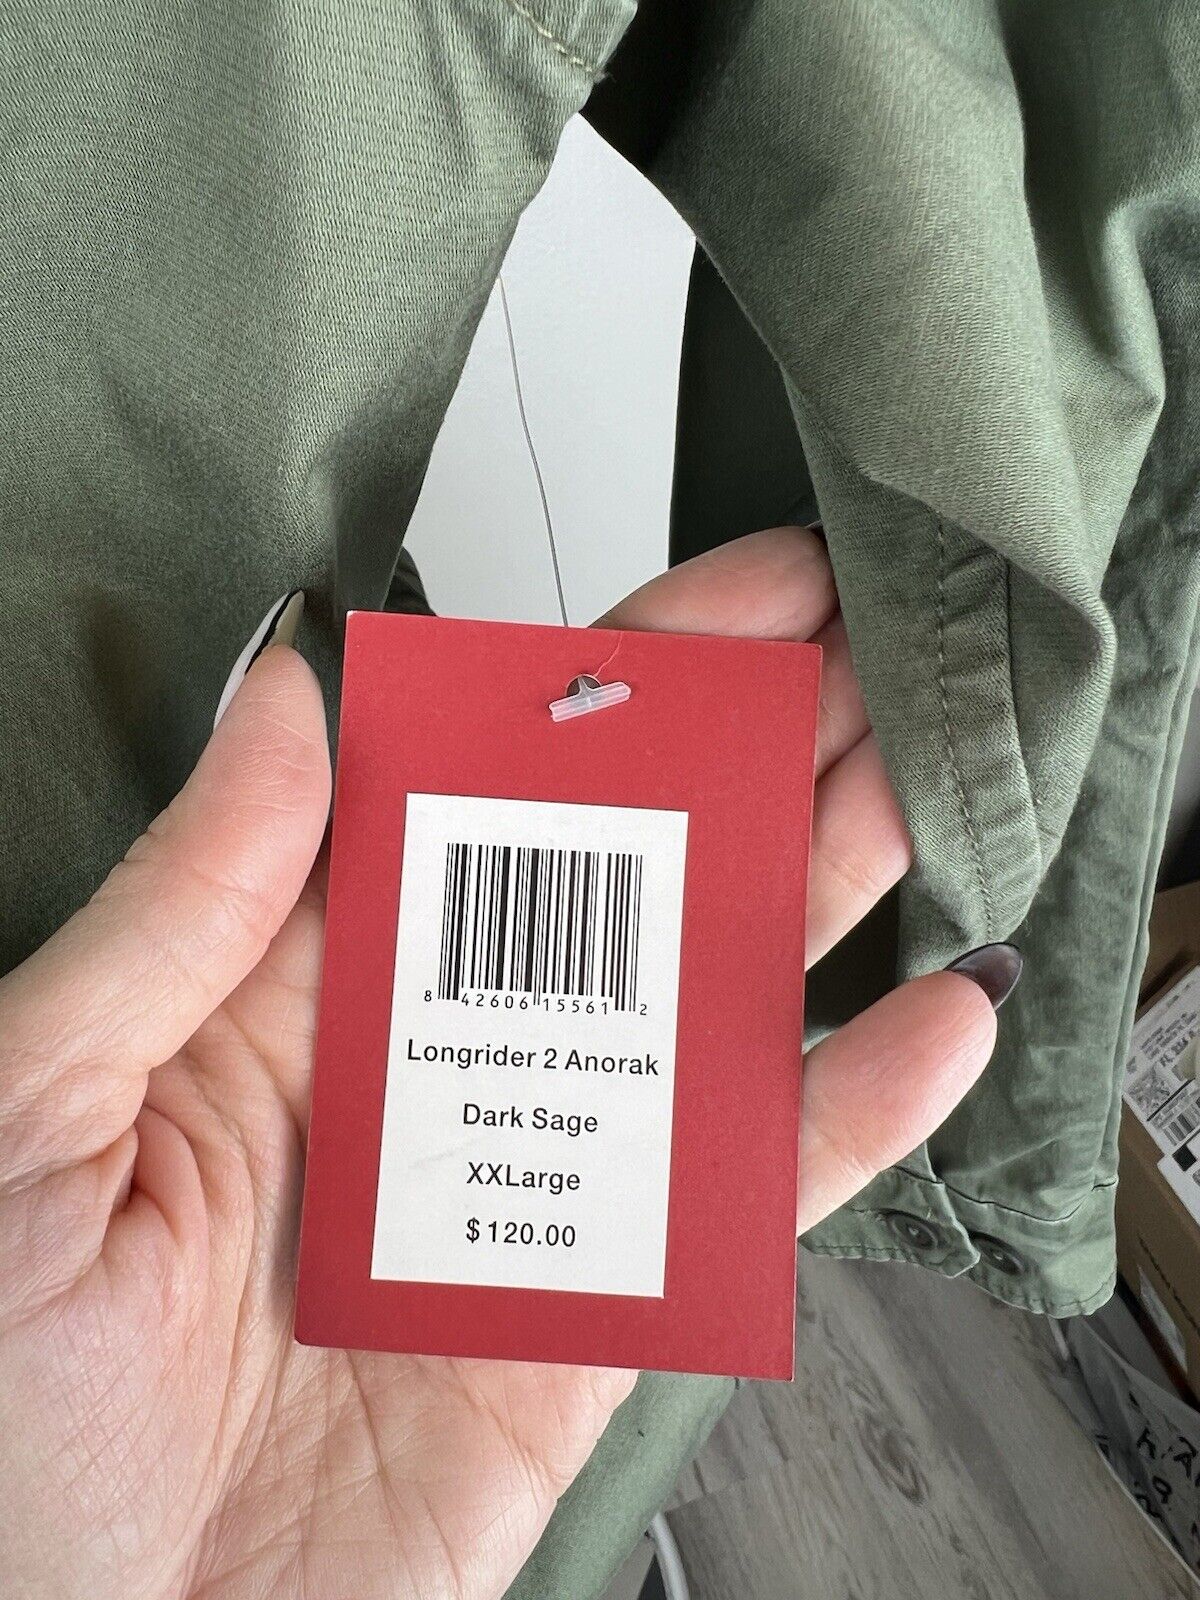 8 42606 15561 2
Longrider 2 Anorak
Dark Sage
XXLarge
$120.00